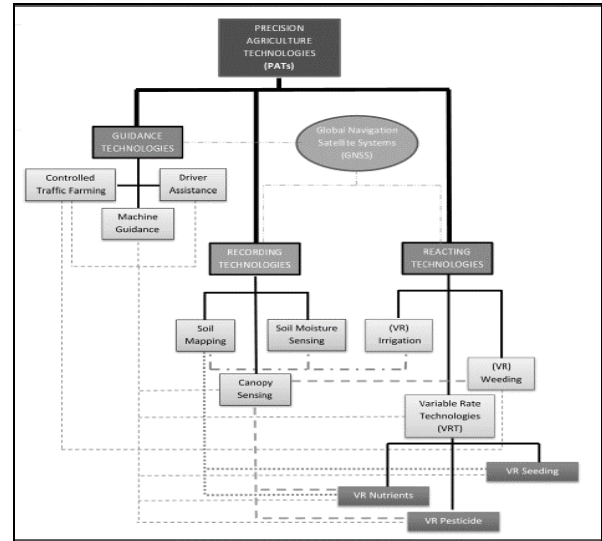 PRECISION
AGRICULTURE
TECHNOLOGIES
(PATs)
GUIDANCE
TECHNOLOGIES
Global Navigation
Satellite Systems
(GNSS)
Controlled
Traffic Farming
Driver
Assistance
Machine
Guidance
RECORDING
TECHNOLOGIES
REACTING
TECHNOLOGIES
Soil
Mapping
Soil Moisture
Sensing
(VR)
Irrigation
(VR)
Weeding
Canopy
Sensing
Variable Rate
Technologies
(VRT)
VR Seeding
VR Nutrients
VR Pesticide